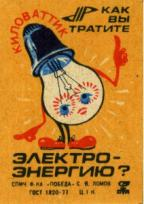 КИЛОВАТТИК
КАК
ВЫ
ТРАТИТЕ
ЭЛЕКТРО-
ЭНЕРГИЮ?
СПИЧ. Ф-КА «ПОБЕДА» С. В. ЛОМОВ
ГОСТ 1820-77 Ц. 1 К.